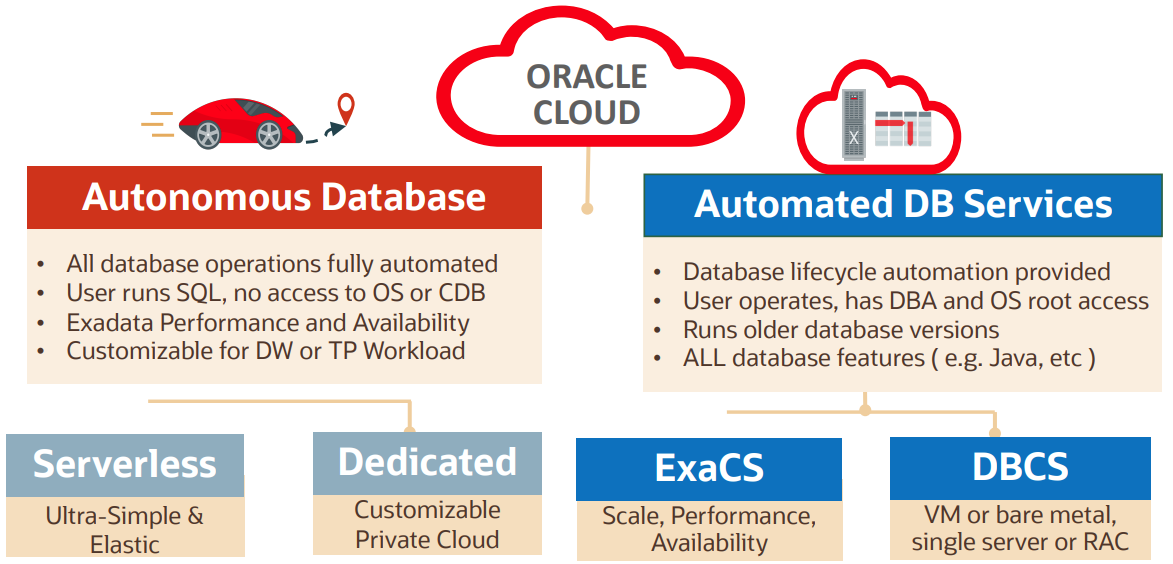 ORACLE
CLOUD
X
Autonomous Database
• All database operations fully automated
• User runs SQL, no access to OS or CDB
• Exadata Performance and Availability
• Customizable for DW or TP Workload
Automated DB Services
• Database lifecycle automation provided
• User operates, has DBA and OS root access
• Runs older database versions
• ALL database features ( e.g. Java, etc )
Serverless
Ultra-Simple &
Elastic
Dedicated
Customizable
Private Cloud
ExaCS
Scale, Performance,
Availability
DBCS
VM or bare metal,
single server or RAC